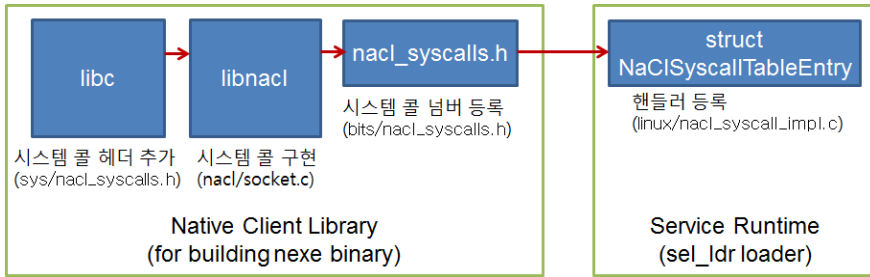 libc
libnacl
nacl_syscalls.h
struct
NaClSyscallTableEntry
시스템 콜 헤더 추가
(sys/nacl_syscalls.h)
시스템 콜 구현
(nacl/socket.c)
시스템 콜 넘버 등록
(bits/nacl_syscalls.h)
핸들러 등록
(linux/nacl_syscall_impl.c)
Native Client Library
(for building nexe binary)
Service Runtime
(sel_ldr loader)